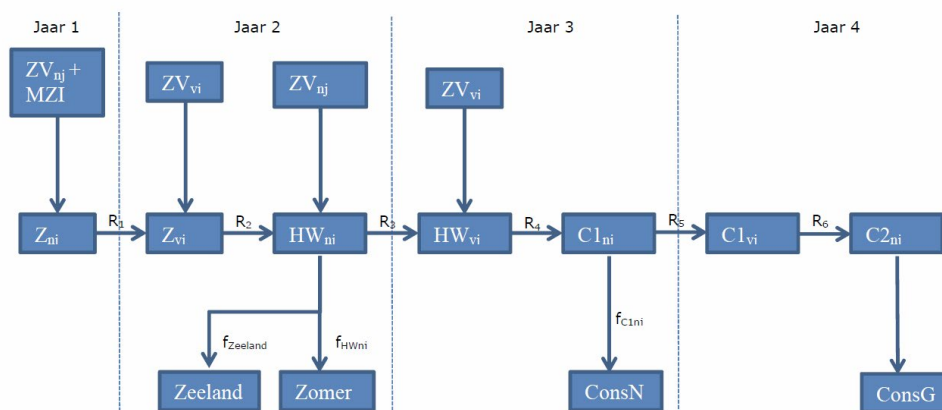 Jaar 1
Jaar 2
Jaar 3
Jaar 4
ZVnj +
MZI
ZVvi
ZVnj
ZVvi
Zni
R1
Zvi
R2
HWni
R3
HWvi
R4
C1ni
R5
C1vi
R6
C2ni
fZeeland
fHWni
fC1ni
Zeeland
Zomer
ConsN
ConsG